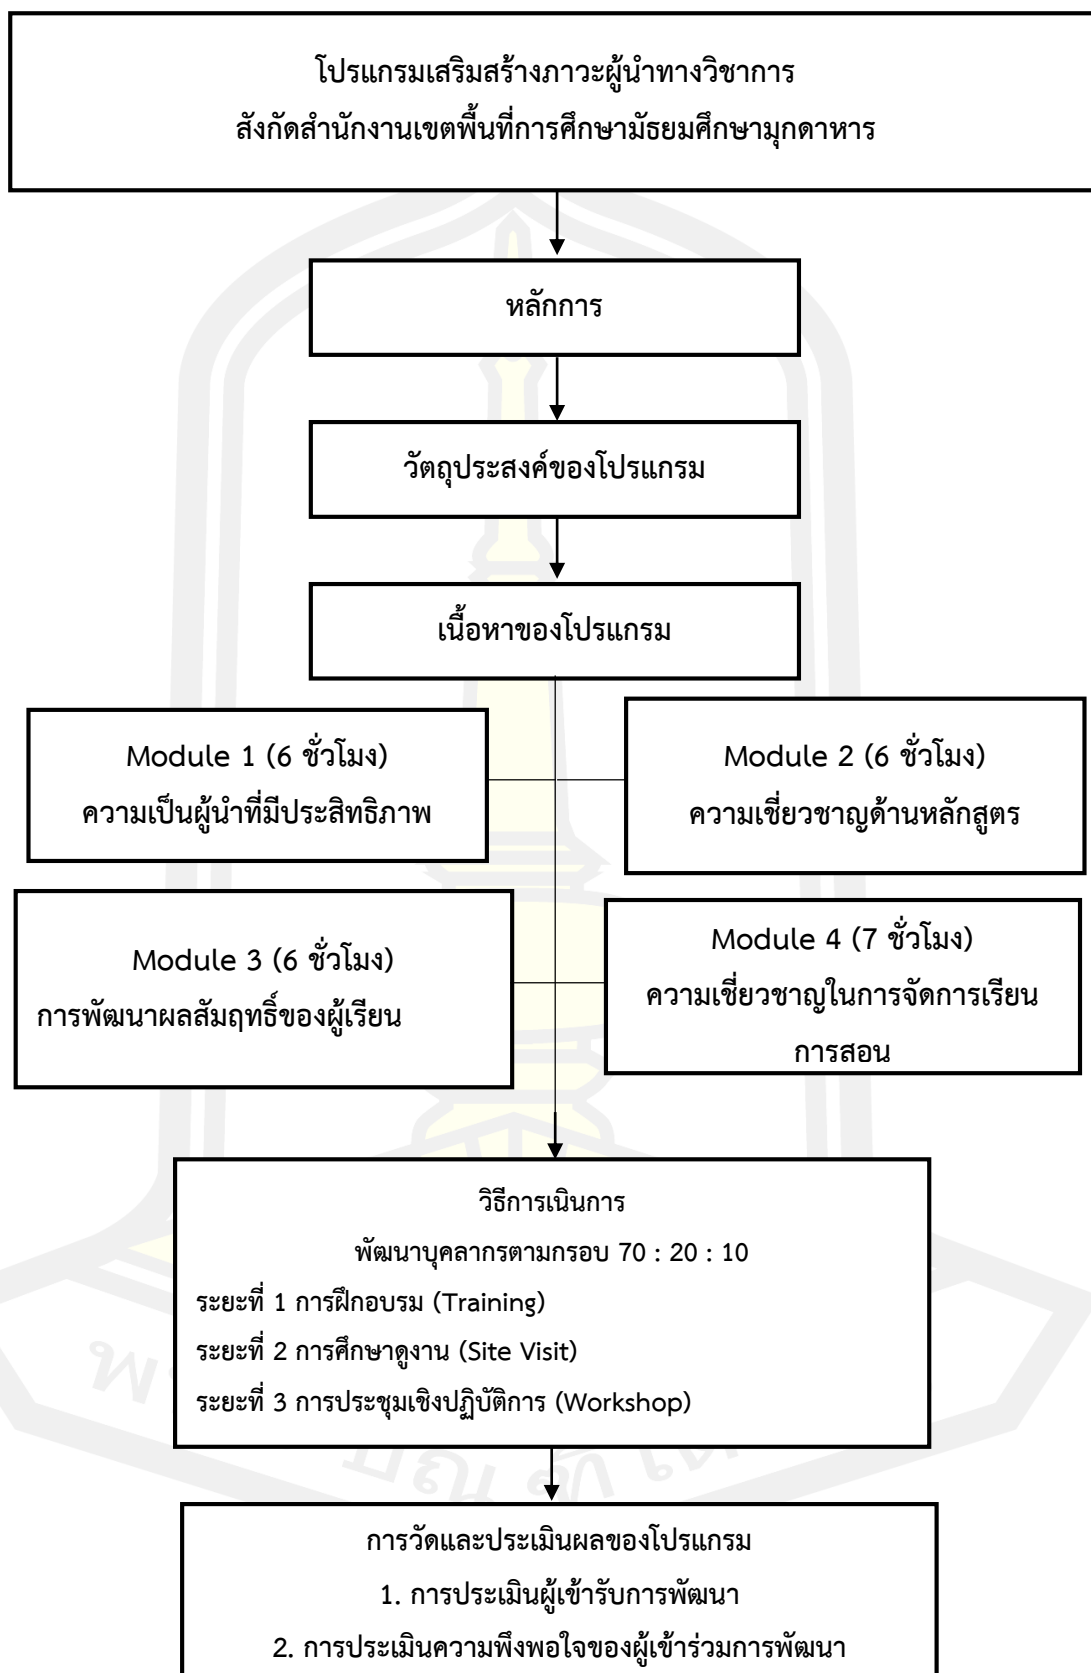 โปรแกรมเสริมสร้างภาวะผู้นำทางวิชาการ
สังกัดสำนักงานเขตพื้นที่การศึกษามัธยมศึกษามุกดาหาร
หลักการ
วัตถุประสงค์ของโปรแกรม
เนื้อหาของโปรแกรม
Module 1 (6 ชั่วโมง)
ความเป็นผู้นำที่มีประสิทธิภาพ
Module 2 (6 ชั่วโมง)
ความเชี่ยวชาญด้านหลักสูตร
Module 3 (6 ชั่วโมง)
การพัฒนาผลสัมฤทธิ์ของผู้เรียน
Module 4 (7 ชั่วโมง)
ความเชี่ยวชาญในการจัดการเรียน
การสอน
วิธีการเนินการ
พัฒนาบุคลากรตามกรอบ 70 : 20 : 10
ระยะที่ 1 การฝึกอบรม (Training)
ระยะที่ 2 การศึกษาดูงาน (Site Visit)
ระยะที่ 3 การประชุมเชิงปฏิบัติการ (Workshop)
การวัดและประเมินผลของโปรแกรม
1. การประเมินผู้เข้ารับการพัฒนา
2. การประเมินความพึงพอใจของผู้เข้าร่วมการพัฒนา